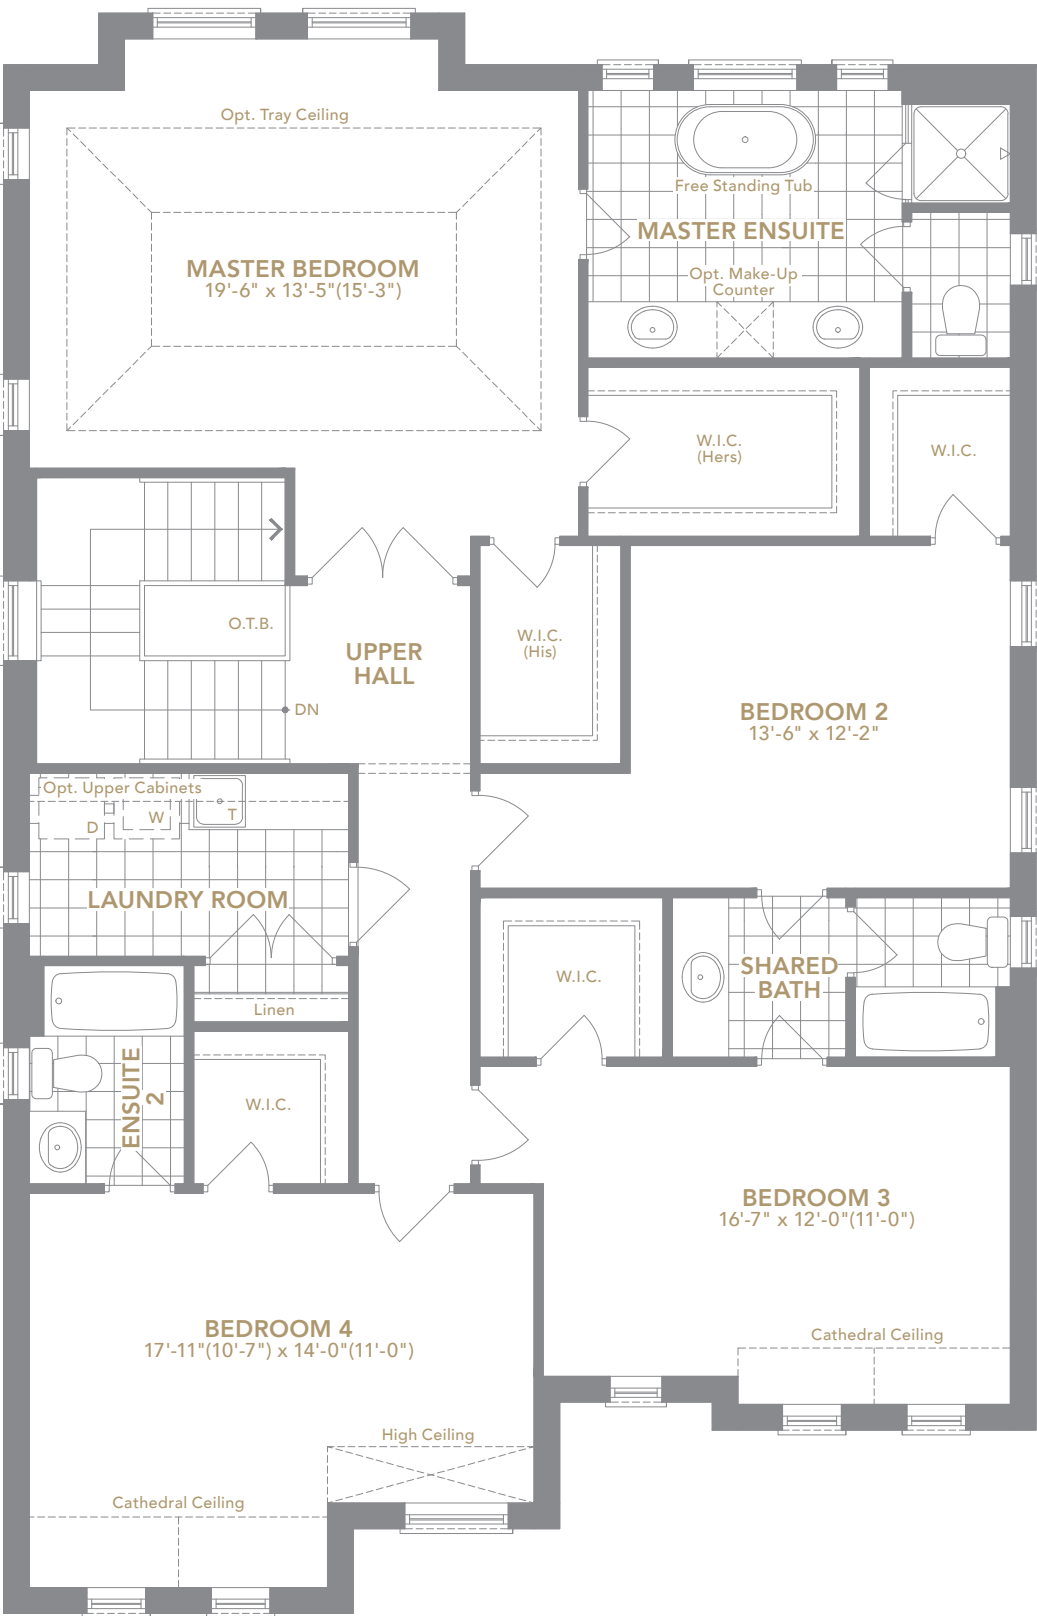 Opt. Tray Ceiling
MASTER BEDROOM
19'-6" x 13'-5"(15'-3")
Free Standing Tub
MASTER ENSUITE
Opt. Make-Up
Counter
W.I.C.
(Hers)
W.I.C.
O.T.B.
UPPER
HALL
DN
W.I.C.
(His)
BEDROOM 2
13'-6" x 12'-2"
Opt. Upper Cabinets
D
W
T
LAUNDRY ROOM
Linen
W.I.C.
SHARED
BATH
ENSUITE
2
W.I.C.
BEDROOM 3
16'-7" x 12'-0"(11'-0")
Cathedral Ceiling
BEDROOM 4
17'-11"(10'-7") x 14'-0"(11'-0")
High Ceiling
Cathedral Ceiling